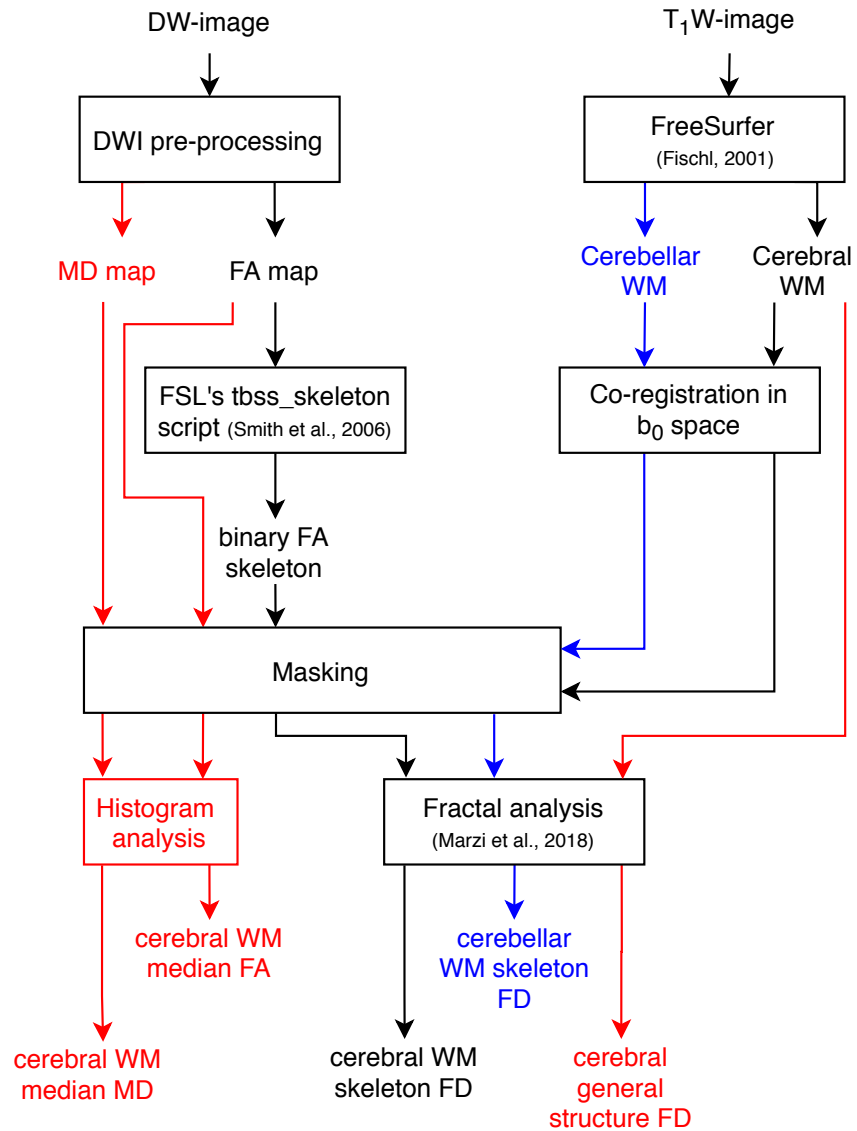 DW-image
T₁W-image
DWI pre-processing
FreeSurfer
(Fischl, 2001)
MD map
FA map
Cerebellar
WM
Cerebral
WM
FSL's tbss_skeleton
script (Smith et al., 2006)
Co-registration in
b₀ space
binary FA
skeleton
Masking
Histogram
analysis
Fractal analysis
(Marzi et al., 2018)
cerebral WM
median FA
cerebellar
WM skeleton
FD
cerebral WM
median MD
cerebral WM
skeleton FD
cerebral
general
structure FD